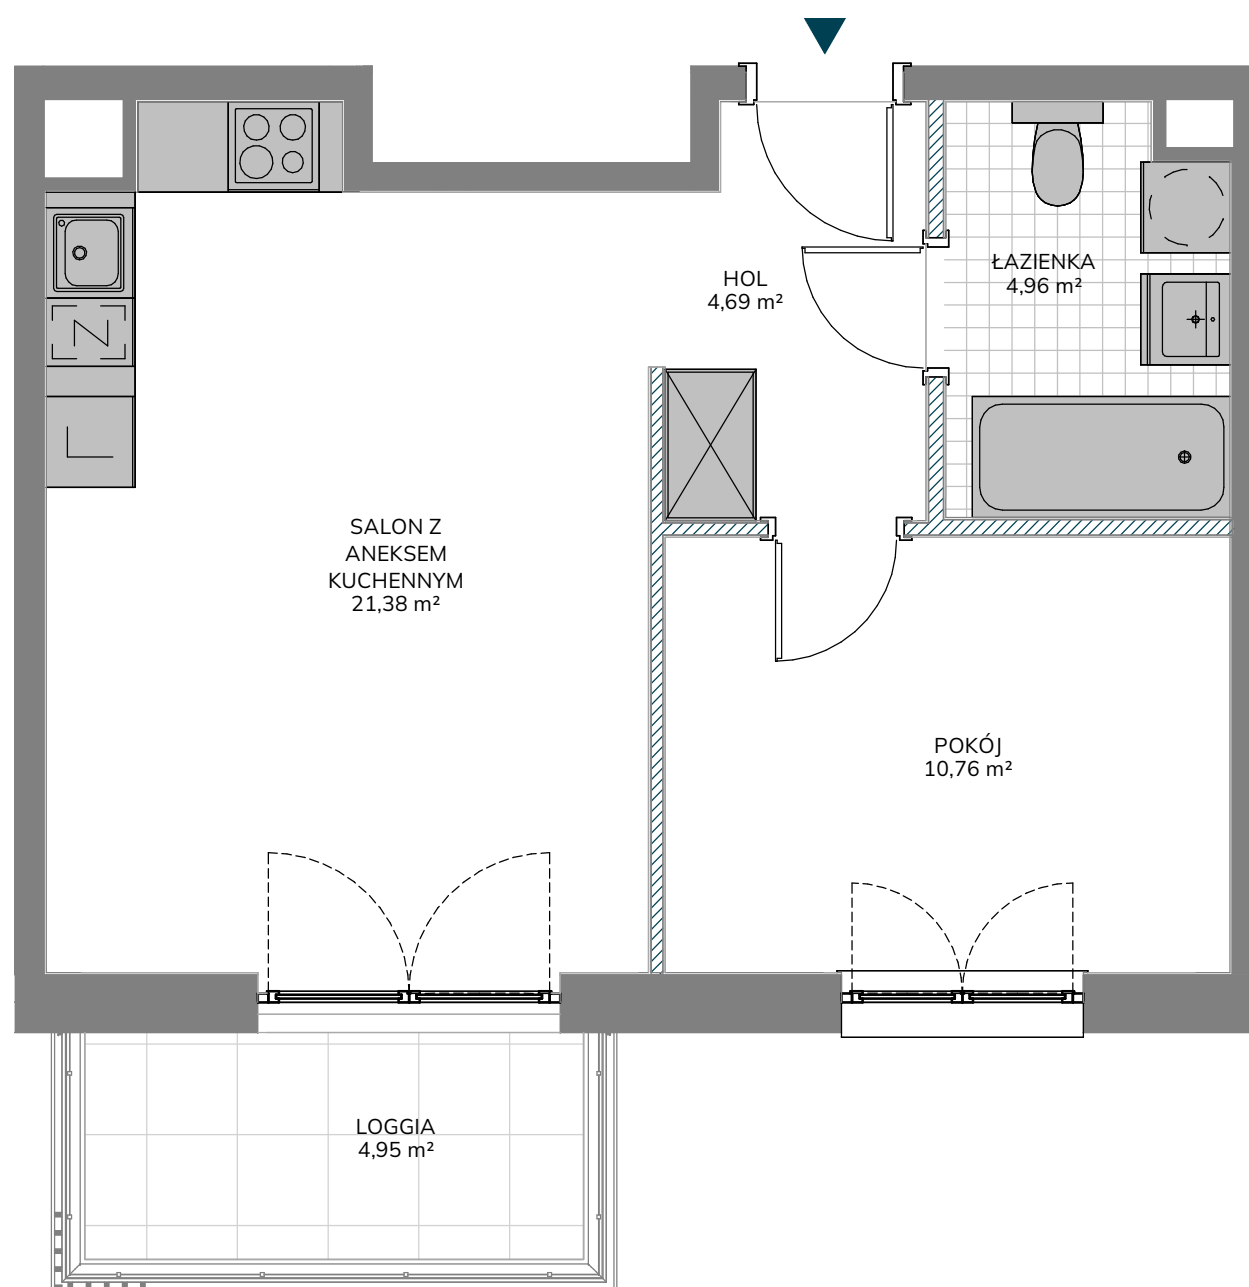 HOL
4,69 m²
ŁAZIENKA
4,96 m²
Z
L
SALON Z
ANEKSEM
KUCHENNYM
21,38 m²
POKÓJ
10,76 m²
LOGGIA
4,95 m²